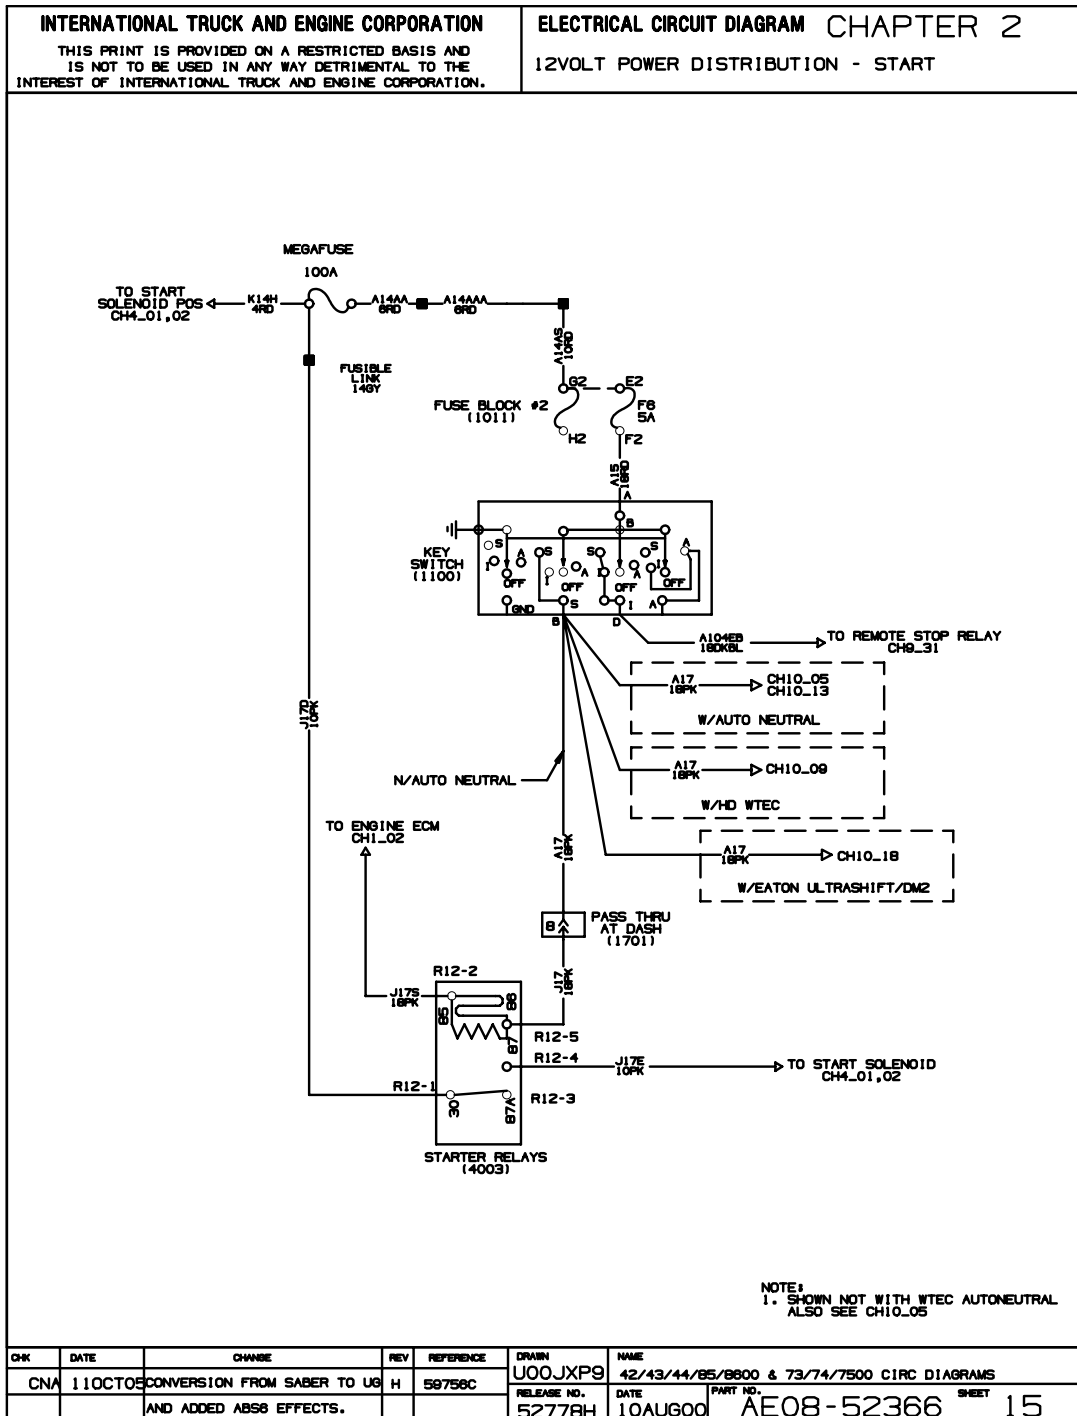 INTERNATIONAL TRUCK AND ENGINE CORPORATION
THIS PRINT IS PROVIDED ON A RESTRICTED BASIS AND
IS NOT TO BE USED IN ANY WAY DETRIMENTAL TO THE
INTEREST OF INTERNATIONAL TRUCK AND ENGINE CORPORATION.
ELECTRICAL CIRCUIT DIAGRAM CHAPTER 2
12VOLT POWER DISTRIBUTION - START
MEGAFUSE
100A
TO START
SOLENOID POS
CH4_01,02
K14H
4RD
A14AA
6RD
A14AAA
6RD
A14AS
10RD
FUSIBLE
LINK
14GY
G2
E2
FUSE BLOCK #2
(1011)
F6
5A
H2
F2
A15
18RD
A
B
KEY
SWITCH
(1100)
S
I
A
OFF
S
I
A
OFF
S
I
A
OFF
S
I
A
OFF
GND
S
I
A
B
D
A104EB
18DKBL
TO REMOTE STOP RELAY
CH9_31
A17
18PK
CH10_05
CH10_13
W/AUTO NEUTRAL
J17D
10PK
N/AUTO NEUTRAL
A17
18PK
CH10_09
W/HD WTEC
TO ENGINE ECM
CH1_02
A17
18PK
A17
18PK
CH10_18
W/EATON ULTRASHIFT/DM2
8
PASS THRU
AT DASH
(1701)
J17
18PK
R12-2
J17S
18PK
85
86
87
R12-5
R12-4
J17E
10PK
TO START SOLENOID
CH4_01,02
R12-1
30
87A
R12-3
STARTER RELAYS
(4003)
NOTE:
1. SHOWN NOT WITH WTEC AUTONEUTRAL
ALSO SEE CH10_05
CHK DATE CHANGE REV REFERENCE
CNA 11OCT05 CONVERSION FROM SABER TO UG H 59756C
AND ADDED ABS6 EFFECTS.
DRAWN
U00JXP9
NAME
42/43/44/85/8600 & 73/74/7500 CIRC DIAGRAMS
RELEASE NO.
52778H
DATE
10AUG00
PART NO.
AE08-52366
SHEET
15